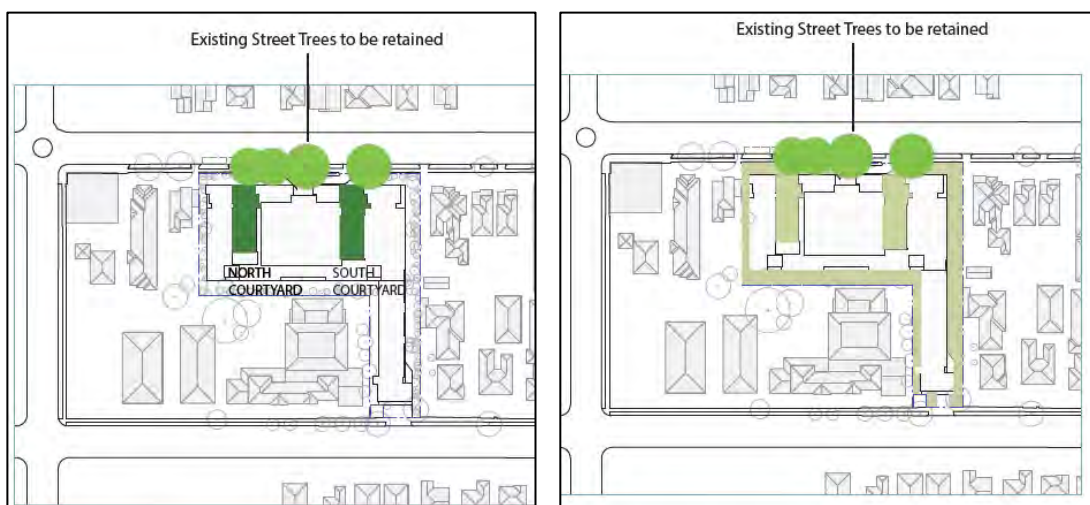 Existing Street Trees to be retained
NORTH
COURTYARD
SOUTH
COURTYARD
Existing Street Trees to be retained